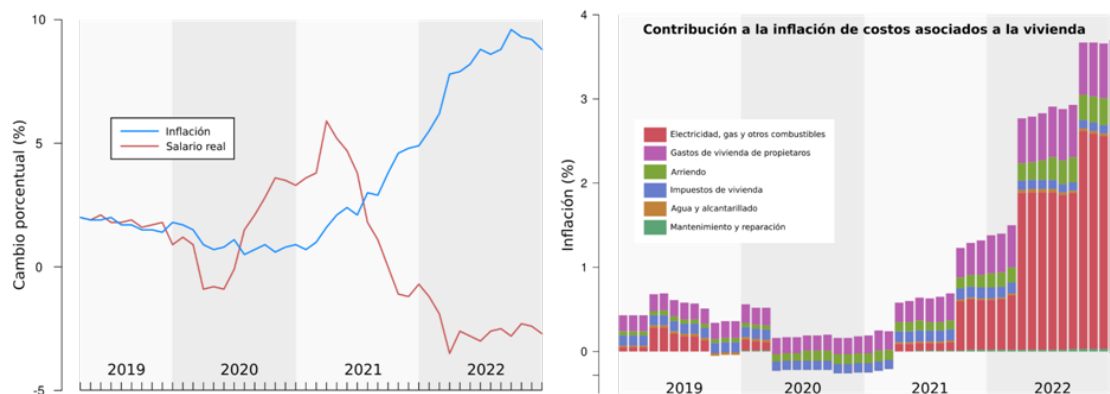 10
5
0
-5
Cambio porcentual (%)
Inflación
Salario real
2019
2020
2021
2022
Contribución a la inflación de costos asociados a la vivienda
4
3
2
1
0
Inflación (%)
Electricidad, gas y otros combustibles
Gastos de vivienda de propietaros
Arriendo
Impuestos de vivienda
Agua y alcantarillado
Mantenimiento y reparación
2019
2020
2021
2022